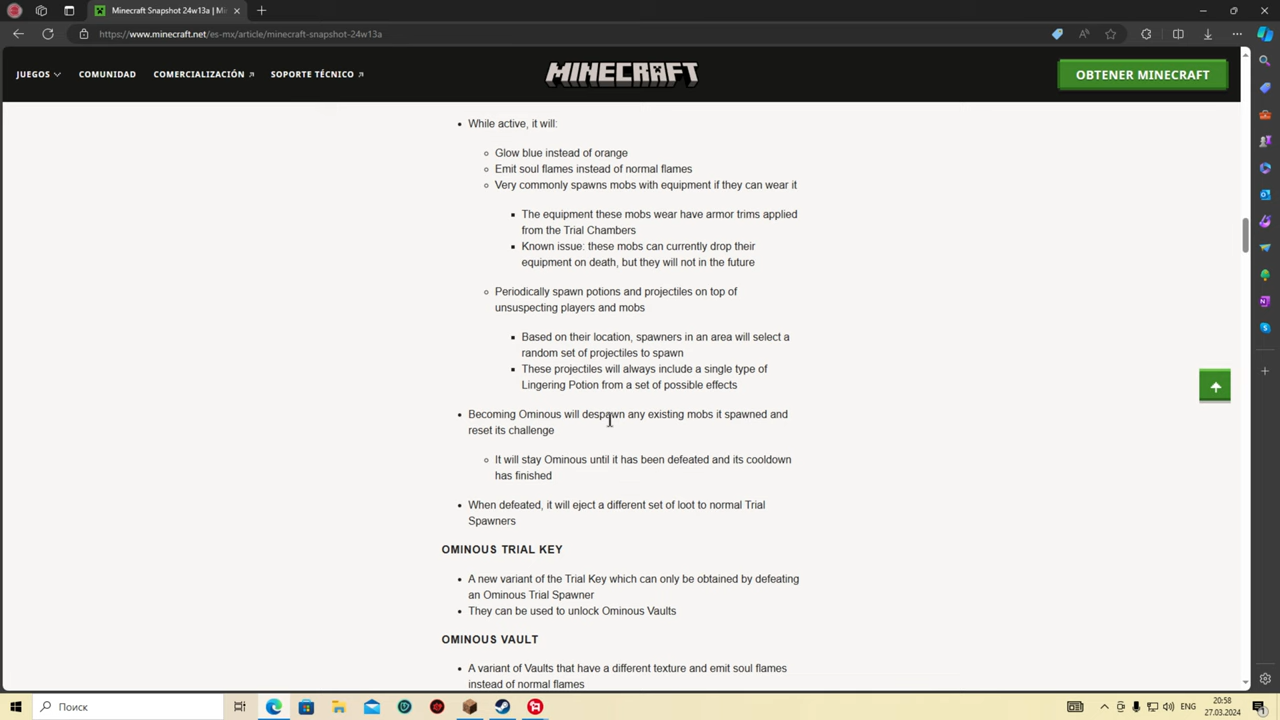 Minecraft Snapshot 24w13a | Mi
https://www.minecraft.net/es-mx/article/minecraft-snapshot-24w13a
JUEGOS COMUNIDAD COMERCIALIZACIÓN SOPORTE TÉCNICO MINECRAFT OBTENER MINECRAFT
While active, it will:
Glow blue instead of orange
Emit soul flames instead of normal flames
Very commonly spawns mobs with equipment if they can wear it
The equipment these mobs wear have armor trims applied
from the Trial Chambers
Known issue: these mobs can currently drop their
equipment on death, but they will not in the future
Periodically spawn potions and projectiles on top of
unsuspecting players and mobs
Based on their location, spawners in an area will select a
random set of projectiles to spawn
These projectiles will always include a single type of
Lingering Potion from a set of possible effects
Becoming Ominous will despawn any existing mobs it spawned and
reset its challenge
It will stay Ominous until it has been defeated and its cooldown
has finished
When defeated, it will eject a different set of loot to normal Trial
Spawners
OMINOUS TRIAL KEY
A new variant of the Trial Key which can only be obtained by defeating
an Ominous Trial Spawner
They can be used to unlock Ominous Vaults
OMINOUS VAULT
A variant of Vaults that have a different texture and emit soul flames
instead of normal flames
Поиск
ENG
20:58
27.03.2024